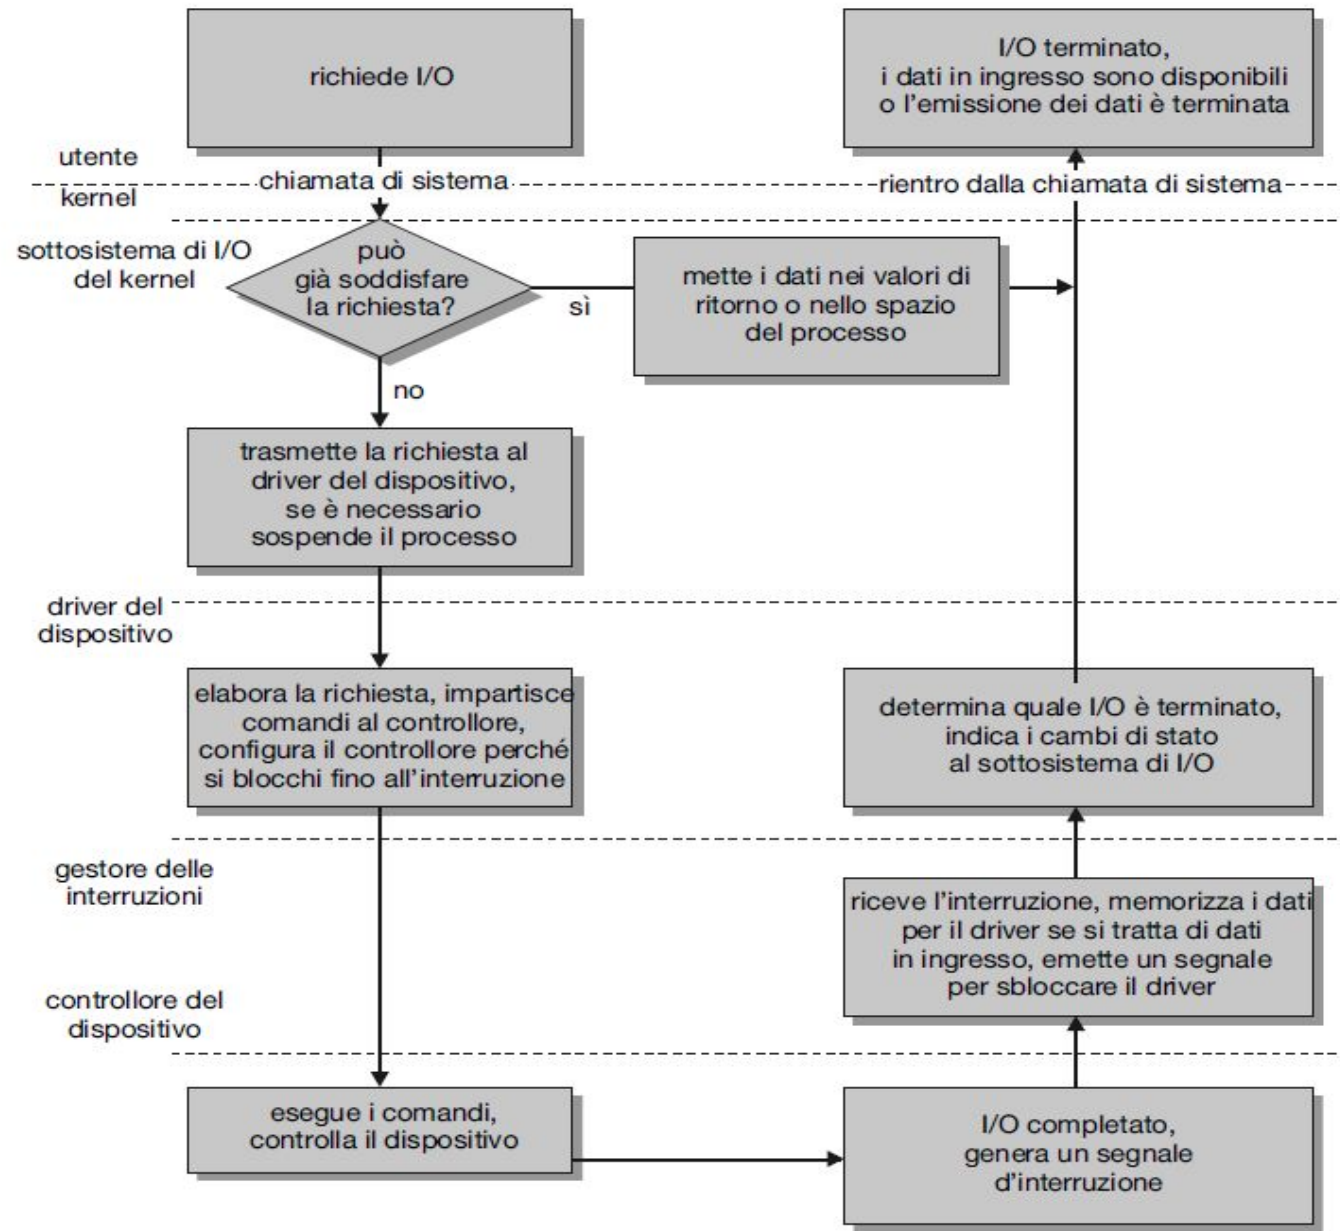 richiede I/O
I/O terminato,
i dati in ingresso sono disponibili
o l'emissione dei dati è terminata
utente
chiamata di sistema
rientro dalla chiamata di sistema
kernel
sottosistema di I/O
del kernel
può
già soddisfare
la richiesta?
sì
mette i dati nei valori di
ritorno o nello spazio
del processo
no
trasmette la richiesta al
driver del dispositivo,
se è necessario
sospende il processo
driver del
dispositivo
elabora la richiesta, impartisce
comandi al controllore,
configura il controllore perché
si blocchi fino all'interruzione
determina quale I/O è terminato,
indica i cambi di stato
al sottosistema di I/O
gestore delle
interruzioni
riceve l'interruzione, memorizza i dati
per il driver se si tratta di dati
in ingresso, emette un segnale
per sbloccare il driver
controllore del
dispositivo
esegue i comandi,
controlla il dispositivo
I/O completato,
genera un segnale
d'interruzione